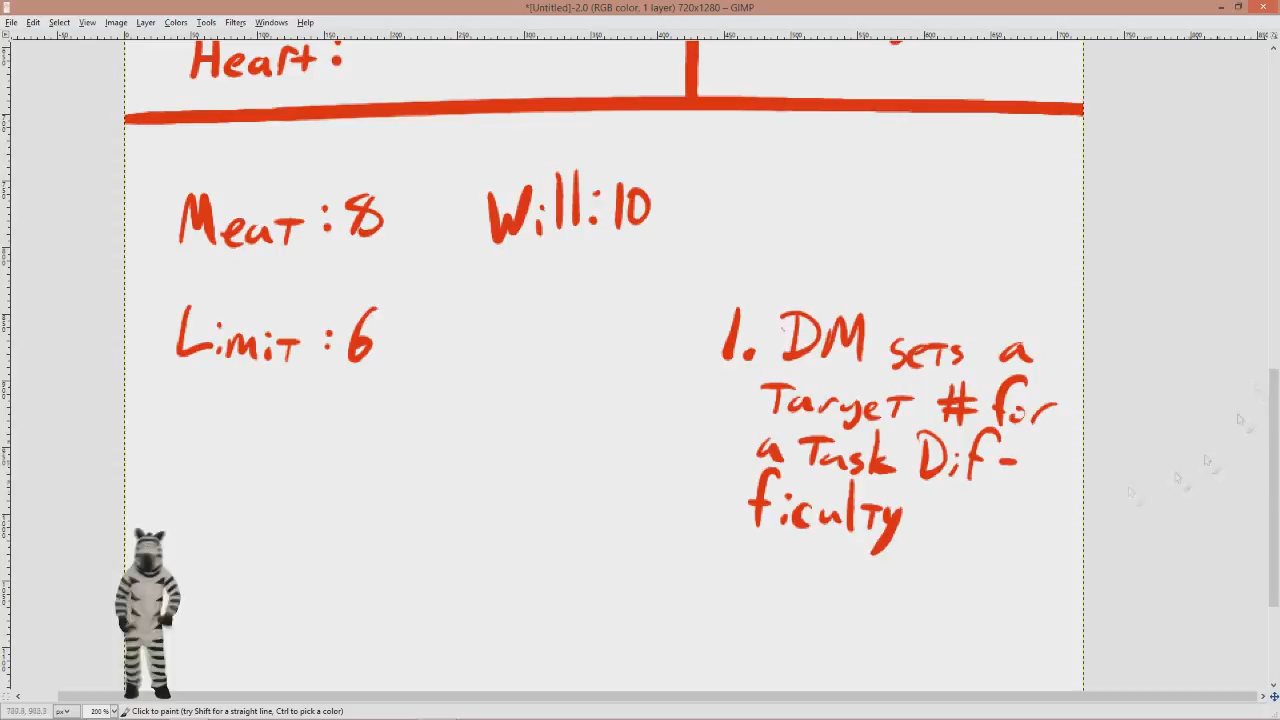 *[Untitled]-2.0 (RGB color, 1 layer) 720x1280 – GIMP
File Edit Select View Image Layer Colors Tools Filters Windows Help
Heart:
Meat:8 Will:10
Limit:6
1. DM sets a
Target # for
a Task Dif-
ficulty
px 200 % Click to paint (try Shift for a straight line, Ctrl to pick a color)